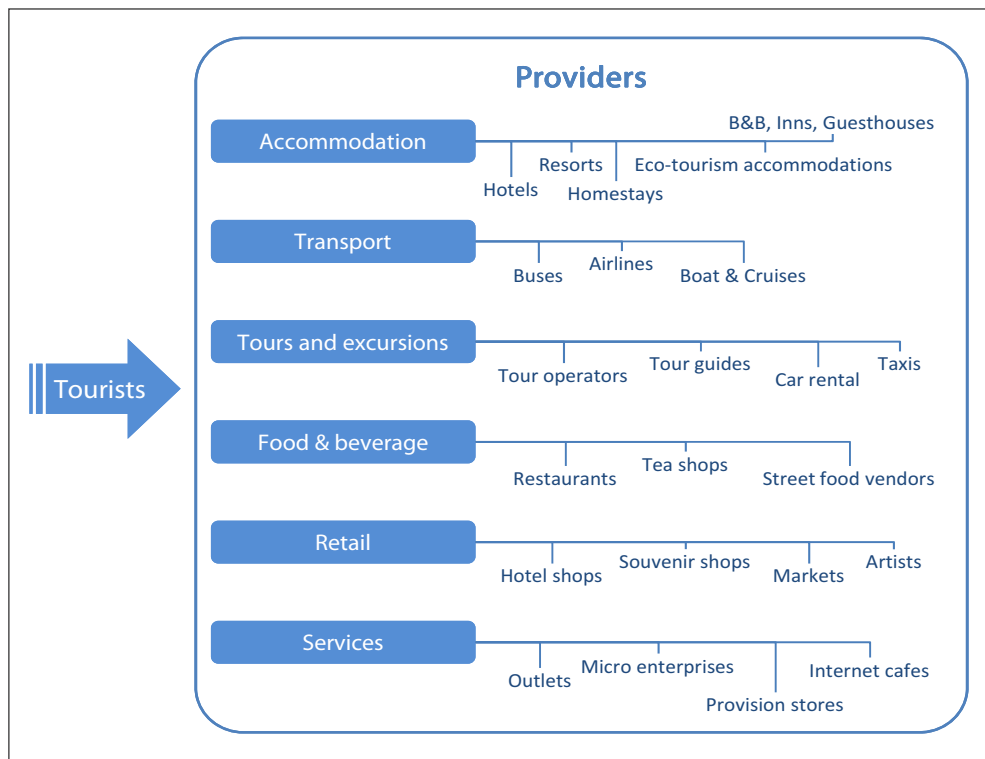 Providers
Accommodation
B&B, Inns, Guesthouses
Resorts
Eco-tourism accommodations
Hotels
Homestays
Transport
Airlines
Buses
Boat & Cruises
Tours and excursions
Tour operators
Tour guides
Car rental
Taxis
Tourists
Food & beverage
Restaurants
Tea shops
Street food vendors
Retail
Hotel shops
Souvenir shops
Markets
Artists
Services
Outlets
Micro enterprises
Provision stores
Internet cafes